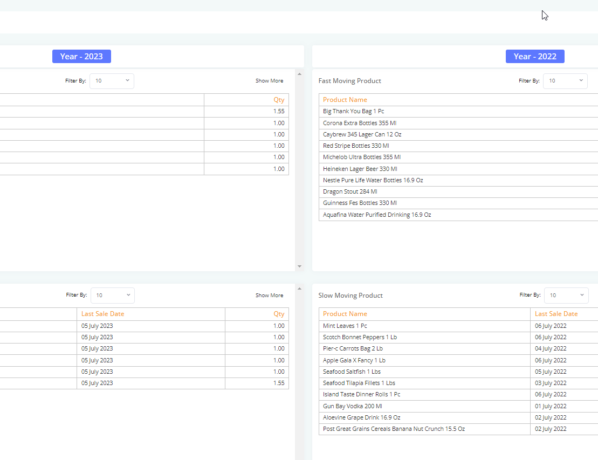 Year - 2023
Filter By: 10 Show More
Qty
1.55
1.00
1.00
1.00
1.00
1.00
Year - 2022
Fast Moving Product Filter By: 10
Product Name
Big Thank You Bag 1 Pc
Corona Extra Bottles 355 Ml
Caybrew 345 Lager Can 12 Oz
Red Stripe Bottles 330 Ml
Michelob Ultra Bottles 355 Ml
Heineken Lager Beer 330 Ml
Nestle Pure Life Water Bottles 16.9 Oz
Dragon Stout 284 Ml
Guinness Fes Bottles 330 Ml
Aquafina Water Purified Drinking 16.9 Oz
Filter By: 10 Show More
Last Sale Date Qty
05 July 2023 1.00
05 July 2023 1.00
05 July 2023 1.00
05 July 2023 1.00
05 July 2023 1.00
05 July 2023 1.55
Slow Moving Product Filter By: 10
Product Name Last Sale Date
Mint Leaves 1 Pc 06 July 2022
Scotch Bonnet Peppers 1 Lb 06 July 2022
Pier-c Carrots Bag 2 Lb 04 July 2022
Apple Gala X Fancy 1 Lb 06 July 2022
Seafood Saltfish 1 Lbs 05 July 2022
Seafood Tilapia Fillets 1 Lbs 03 July 2022
Island Taste Dinner Rolls 1 Pc 06 July 2022
Gun Bay Vodka 200 Ml 01 July 2022
Aloevine Grape Drink 16.9 Oz 02 July 2022
Post Great Grains Cereals Banana Nut Crunch 15.5 Oz 02 July 2022